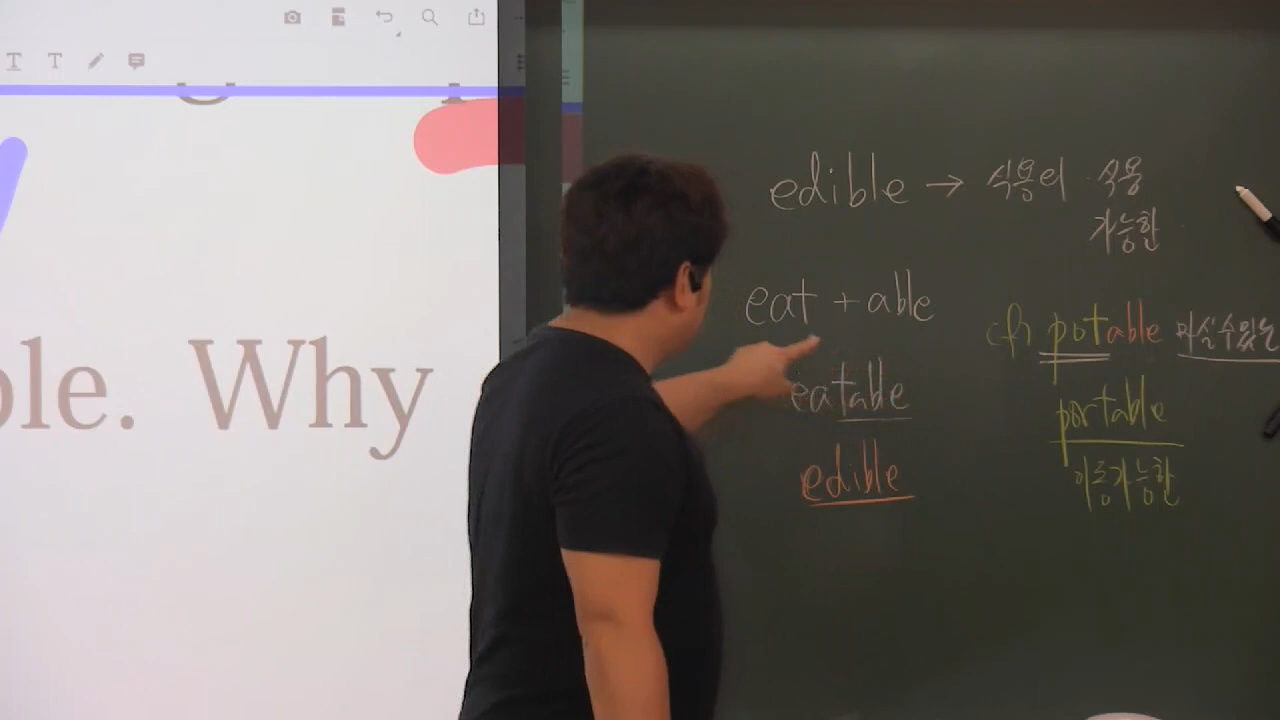 ble. Why
edible → 식용의 식용
가능한
eat + able
eatable
edible
cf) potable 마실 수 있는
portable
이동가능한